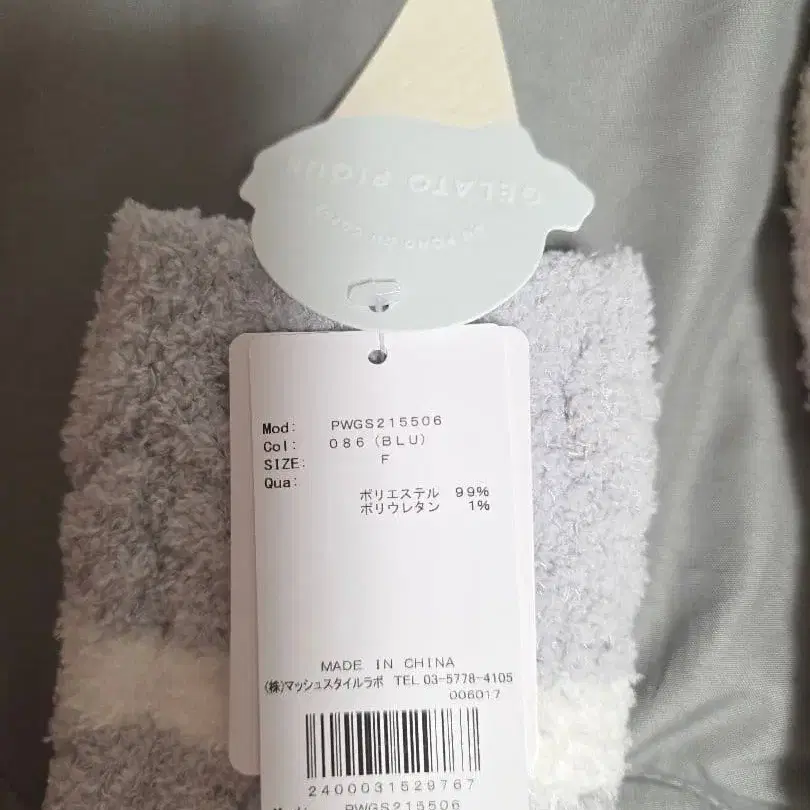 GELATO PIQUE
Mod: PWGS215506
Col: 086(BLU)
SIZE: F
Qua:
ポリエステル 99%
ポリウレタン 1%
MADE IN CHINA
(株)マッシュスタイルラボ TEL 03-5778-4105
006017
2400031529767
PWGS215506